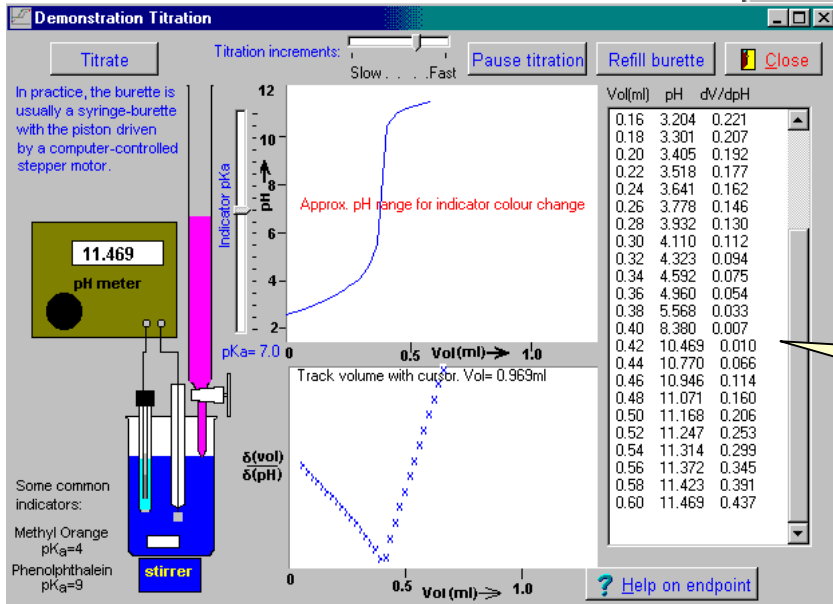 Demonstration Titration
Titrate
Titration increments:
Slow . . . . .Fast
Pause titration
Refill burette
Close
In practice, the burette is
usually a syringe-burette
with the piston driven
by a computer-controlled
stepper motor.
11.469
pH meter
Indicator pKa
pKa= 7.0
pH
12
10
8
6
4
2
Approx. pH range for indicator colour change
0 0.5 Vol (ml) 1.0
Track volume with cursor. Vol= 0.969ml
δ(vol)
δ(pH)
0 0.5 Vol (ml) 1.0
Vol(ml) pH dV/dpH
0.16 3.204 0.221
0.18 3.301 0.207
0.20 3.405 0.192
0.22 3.518 0.177
0.24 3.641 0.162
0.26 3.778 0.146
0.28 3.932 0.130
0.30 4.110 0.112
0.32 4.323 0.094
0.34 4.592 0.075
0.36 4.960 0.054
0.38 5.568 0.033
0.40 8.380 0.007
0.42 10.469 0.010
0.44 10.770 0.066
0.46 10.946 0.114
0.48 11.071 0.160
0.50 11.168 0.206
0.52 11.247 0.253
0.54 11.314 0.299
0.56 11.372 0.345
0.58 11.423 0.391
0.60 11.469 0.437
Some common
indicators:
Methyl Orange
pKa=4
Phenolphthalein
pKa=9
stirrer
? Help on endpoint